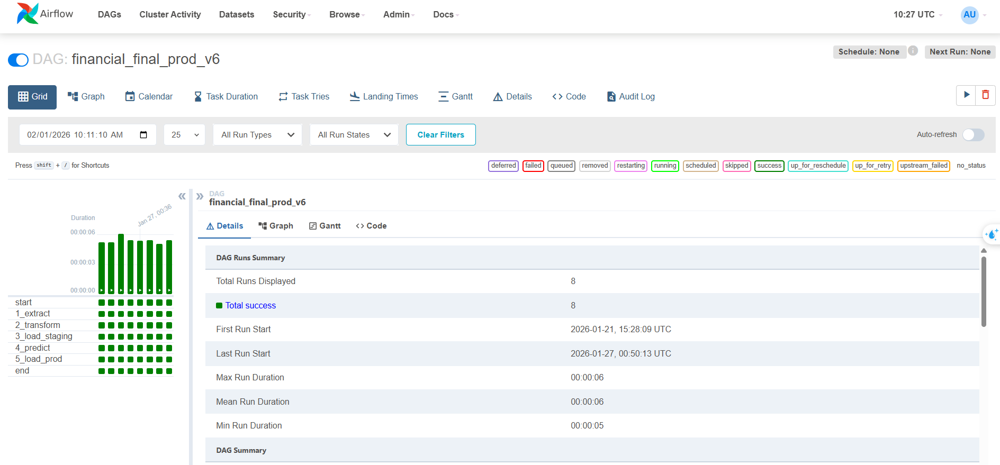 Airflow DAGs Cluster Activity Datasets Security Browse Admin Docs 10:27 UTC AU
DAG: financial_final_prod_v6 Schedule: None i Next Run: None
Grid Graph Calendar Task Duration Task Tries Landing Times Gantt Details Code Audit Log
02/01/2026 10:11:10 AM 25 All Run Types All Run States Clear Filters Auto-refresh
Press shift + / for Shortcuts deferred failed queued removed restarting running scheduled skipped success up_for_reschedule up_for_retry upstream_failed no_status
Duration
Jan 27, 00:36
00:00:06
00:00:03
00:00:00
start
1_extract
2_transform
3_load_staging
4_predict
5_load_prod
end
DAG
financial_final_prod_v6
Details Graph Gantt Code
DAG Runs Summary
Total Runs Displayed 8
Total success 8
First Run Start 2026-01-21, 15:28:09 UTC
Last Run Start 2026-01-27, 00:50:13 UTC
Max Run Duration 00:00:06
Mean Run Duration 00:00:06
Min Run Duration 00:00:05
DAG Summary